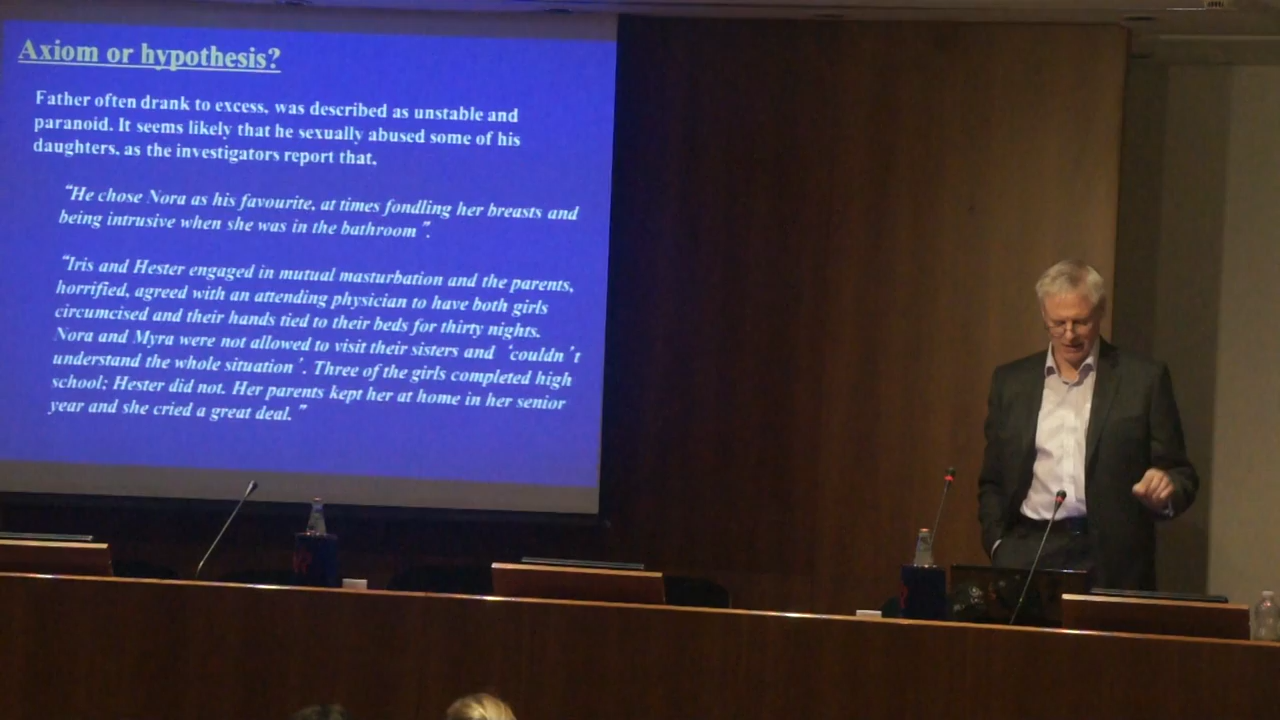 Axiom or hypothesis?
Father often drank to excess, was described as unstable and
paranoid. It seems likely that he sexually abused some of his
daughters, as the investigators report that,
“He chose Nora as his favourite, at times fondling her breasts and
being intrusive when she was in the bathroom”.
“Iris and Hester engaged in mutual masturbation and the parents,
horrified, agreed with an attending physician to have both girls
circumcised and their hands tied to their beds for thirty nights.
Nora and Myra were not allowed to visit their sisters and ‘couldn’t
understand the whole situation’. Three of the girls completed high
school; Hester did not. Her parents kept her at home in her senior
year and she cried a great deal.”